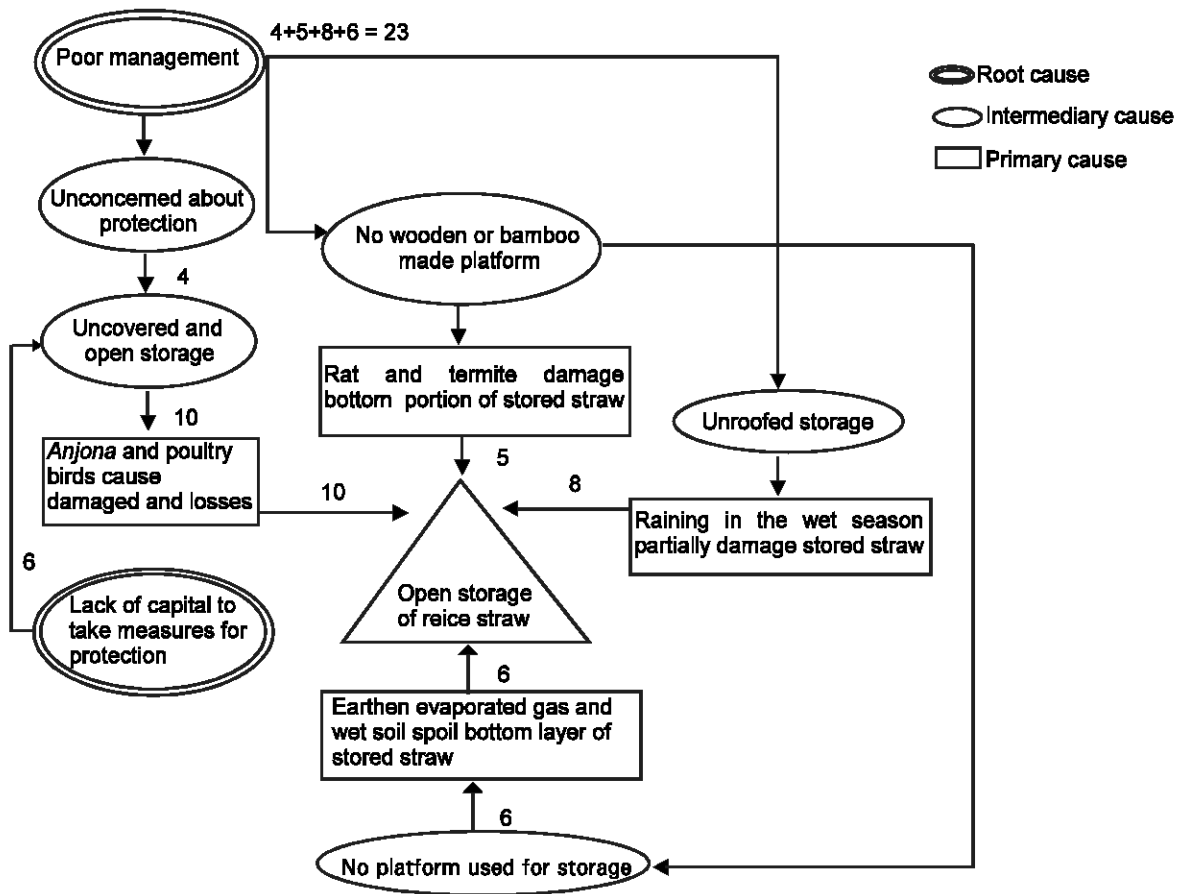 4+5+8+6 = 23
Poor management
Root cause
Intermediary cause
Primary cause
Unconcerned about
protection
4
No wooden or bamboo
made platform
Uncovered and
open storage
10
Rat and termite damage
bottom portion of stored straw
5
Unroofed storage
Anjona and poultry
birds cause
damaged and losses
10
8
Raining in the wet season
partially damage stored straw
6
Lack of capital to
take measures for
protection
Open storage
of reice straw
6
Earthen evaporated gas and
wet soil spoil bottom layer of
stored straw
6
No platform used for storage